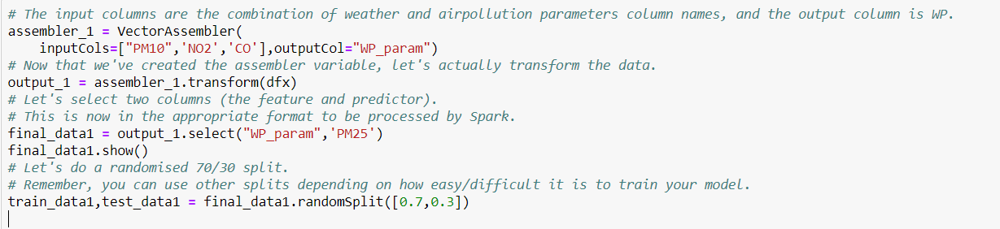 # The input columns are the combination of weather and airpollution parameters column names, and the output column is WP.
assembler_1 = VectorAssembler(
    inputCols=["PM10",'NO2','CO'],outputCol="WP_param")
# Now that we've created the assembler variable, let's actually transform the data.
output_1 = assembler_1.transform(dfx)
# Let's select two columns (the feature and predictor).
# This is now in the appropriate format to be processed by Spark.
final_data1 = output_1.select("WP_param",'PM25')
final_data1.show()
# Let's do a randomised 70/30 split.
# Remember, you can use other splits depending on how easy/difficult it is to train your model.
train_data1,test_data1 = final_data1.randomSplit([0.7,0.3])